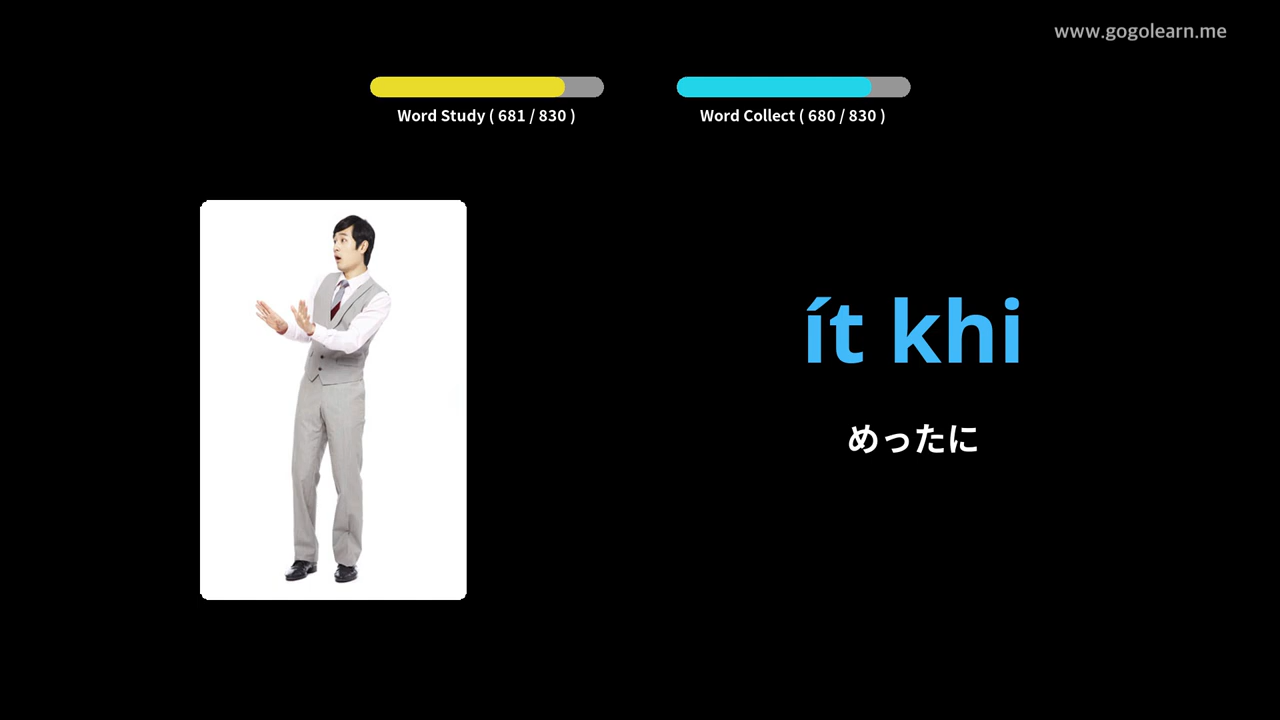 www.gogolearn.me
Word Study ( 681 / 830 )
Word Collect ( 680 / 830 )
ít khi
めったに